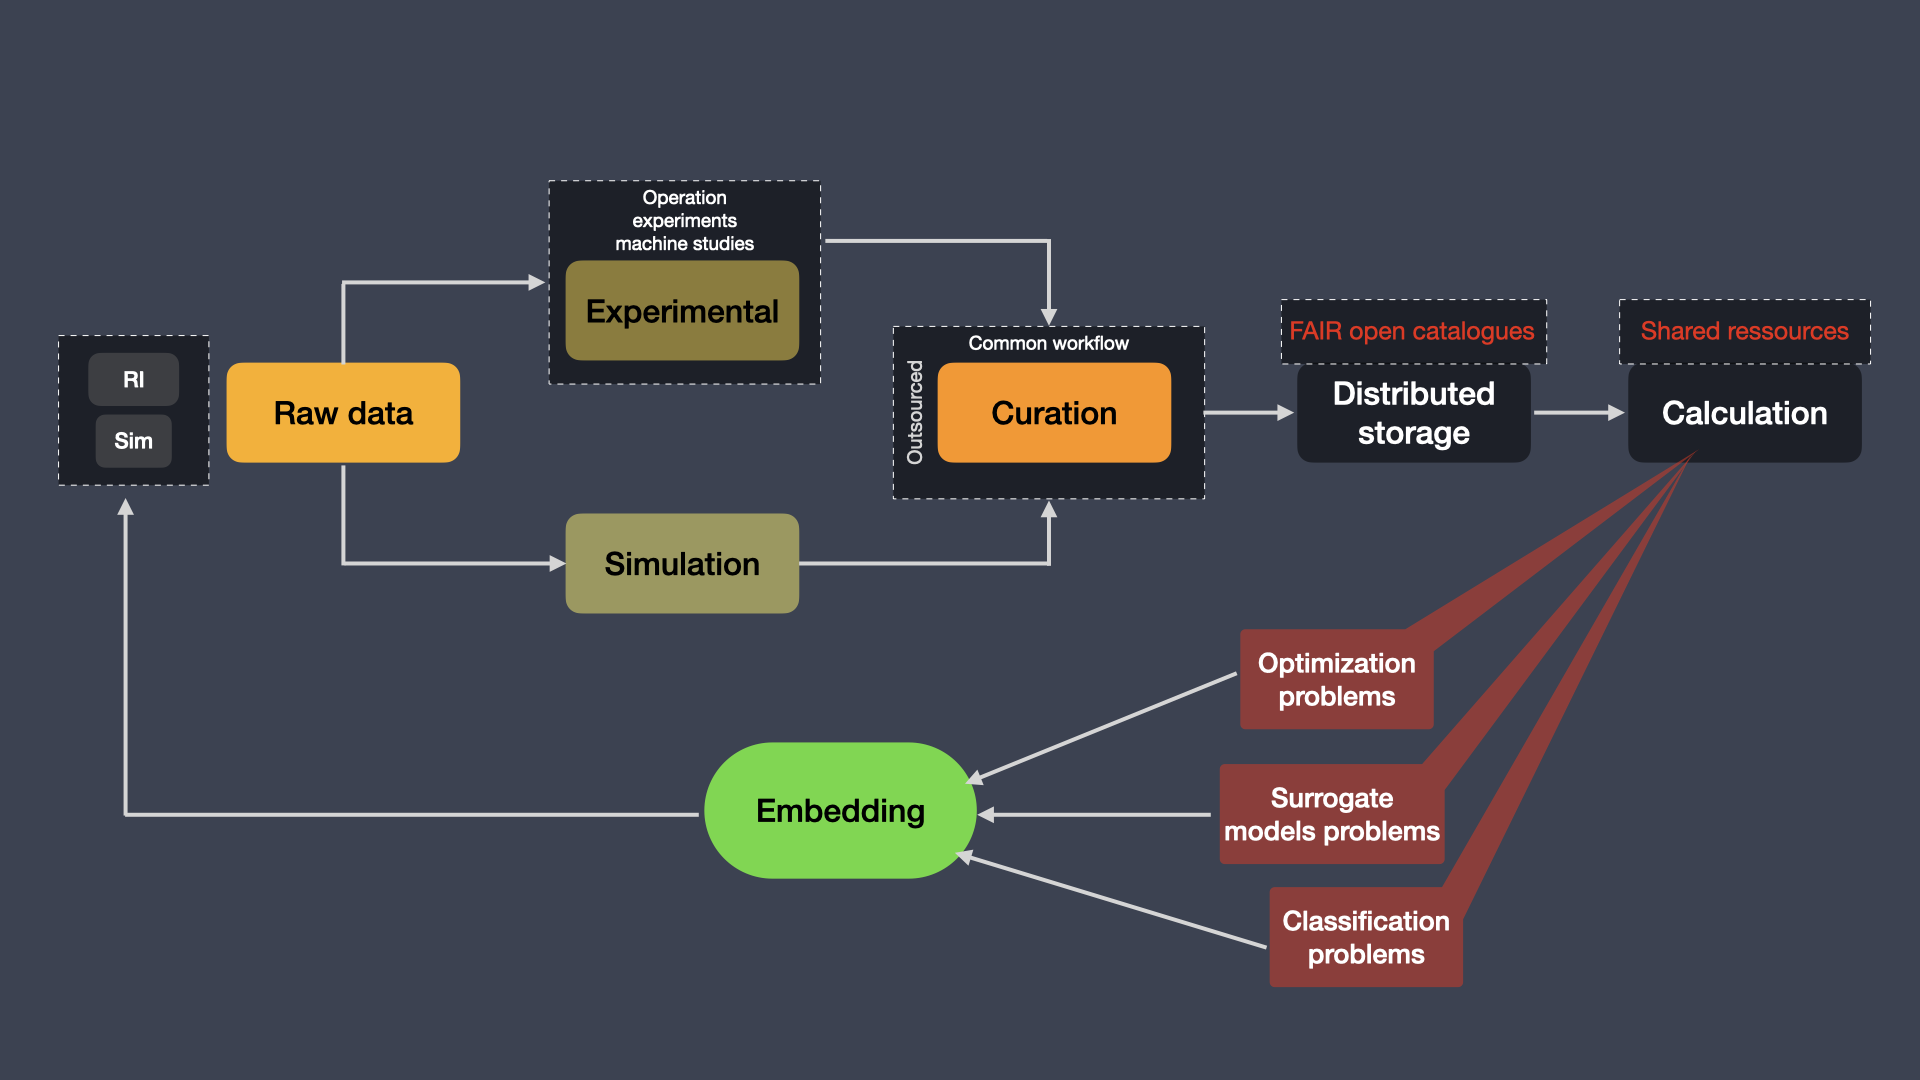 Operation
experiments
machine studies
Experimental
RI
Sim
Raw data
Common workflow
Outsourced
Curation
FAIR open catalogues
Distributed
storage
Shared ressources
Calculation
Simulation
Optimization
problems
Surrogate
models problems
Embedding
Classification
problems